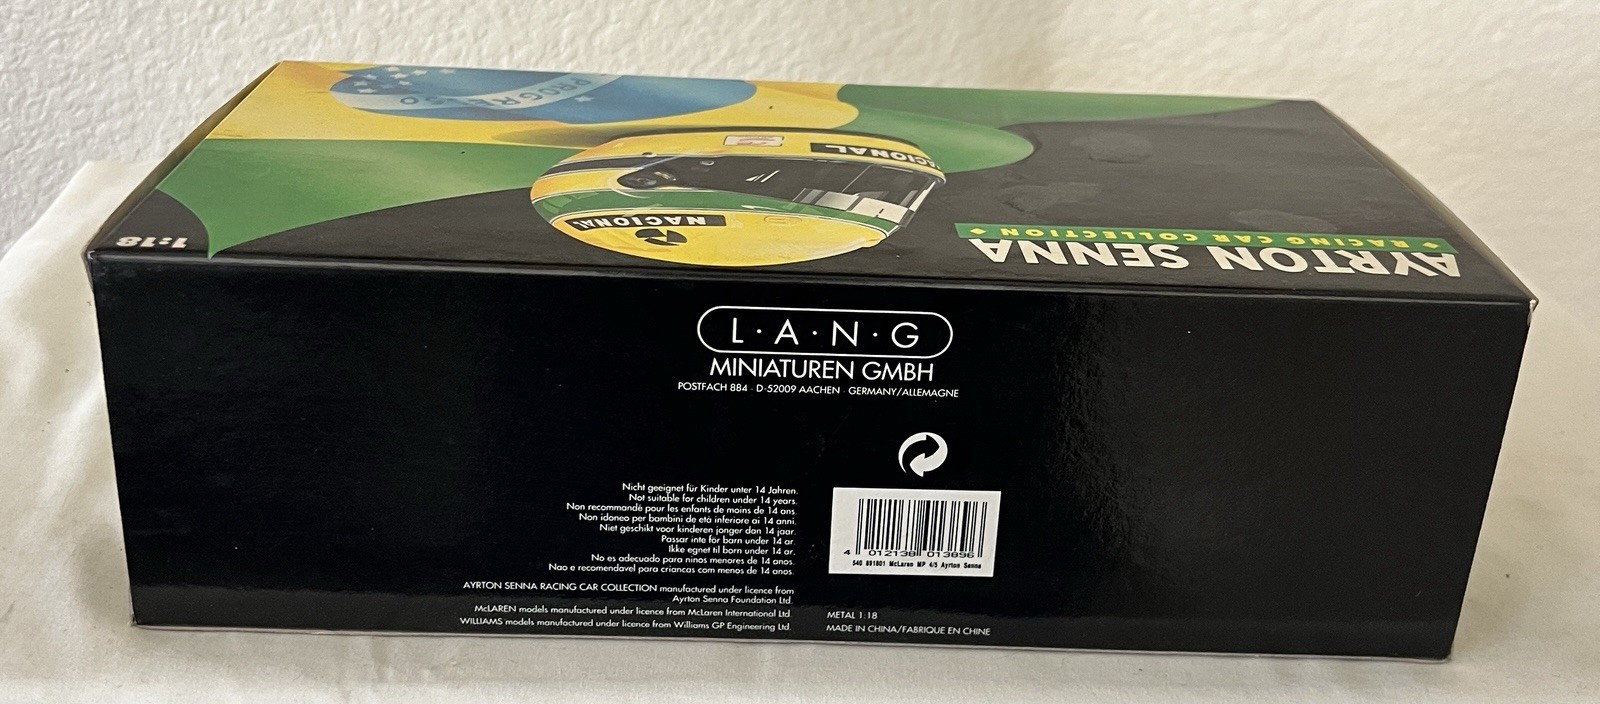 PROGRESSO
NACIONAL
NACIONAL
1:18
RACING CAR COLLECTION
AYRTON SENNA
L·A·N·G
MINIATUREN GMBH
POSTFACH 884 · D-52009 AACHEN · GERMANY/ALLEMAGNE
Nicht geeignet für Kinder unter 14 Jahren.
Not suitable for children under 14 years.
Non recommandé pour les enfants de moins de 14 ans.
Non idoneo per bambini de età inferiore ai 14 anni.
Niet geschikt voor kinderen jonger dan 14 jaar.
Passar inte för barn under 14 ar.
Ikke egnet til born under 14 ar.
No es adecuado para ninos menores de 14 anos.
Nao e recomendavel para criancas com menos de 14 anos.
AYRTON SENNA RACING CAR COLLECTION manufactured under licence from
Ayrton Senna Foundation Ltd.
McLAREN models manufactured under licence from McLaren International Ltd.
WILLIAMS models manufactured under licence from Williams GP Engineering Ltd.
4 012138 013896
540 891801 McLaren MP 4/5 Ayrton Senna
METAL 1:18
MADE IN CHINA/FABRIQUE EN CHINE